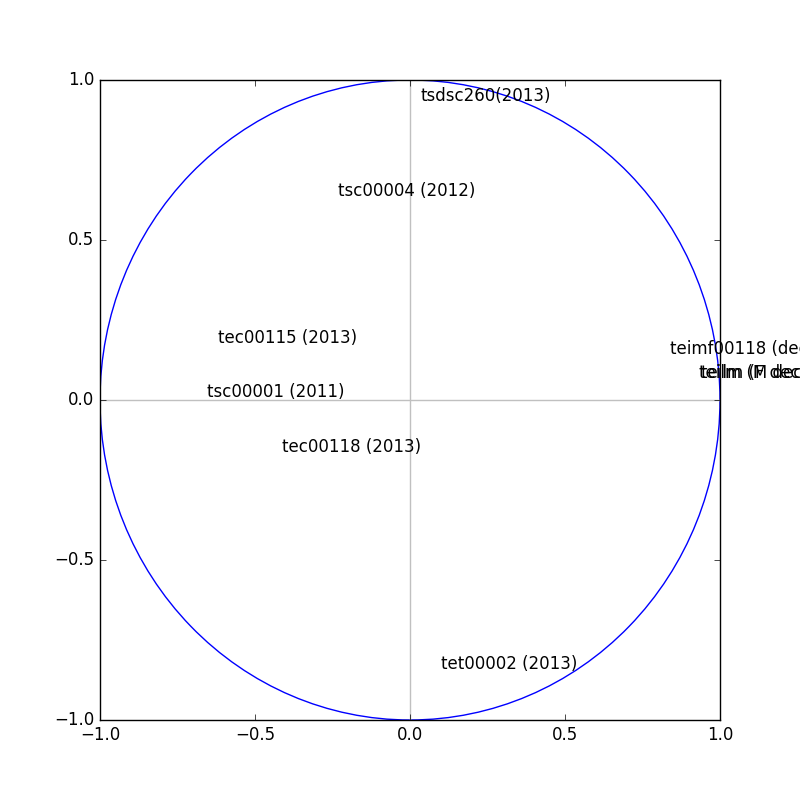 1.0
tsdsc260(2013)
tsc00004 (2012)
0.5
tec00115 (2013)
teimf00118 (dec
tsc00001 (2011)
0.0
tec00118 (2013)
−0.5
tet00002 (2013)
−1.0
−1.0 −0.5 0.0 0.5 1.0